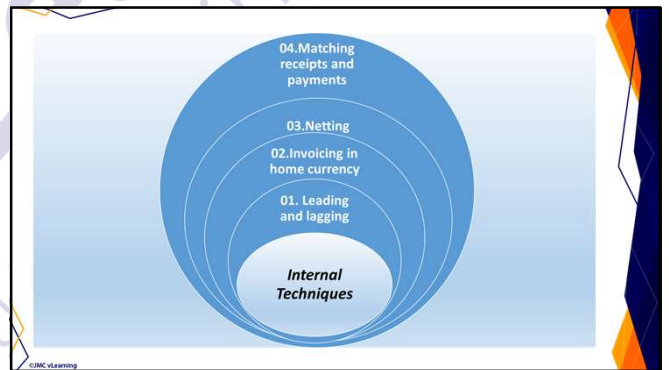 04.Matching
receipts and
payments
03.Netting
02.Invoicing in
home currency
01. Leading
and lagging
Internal
Techniques
©JMC vLearning